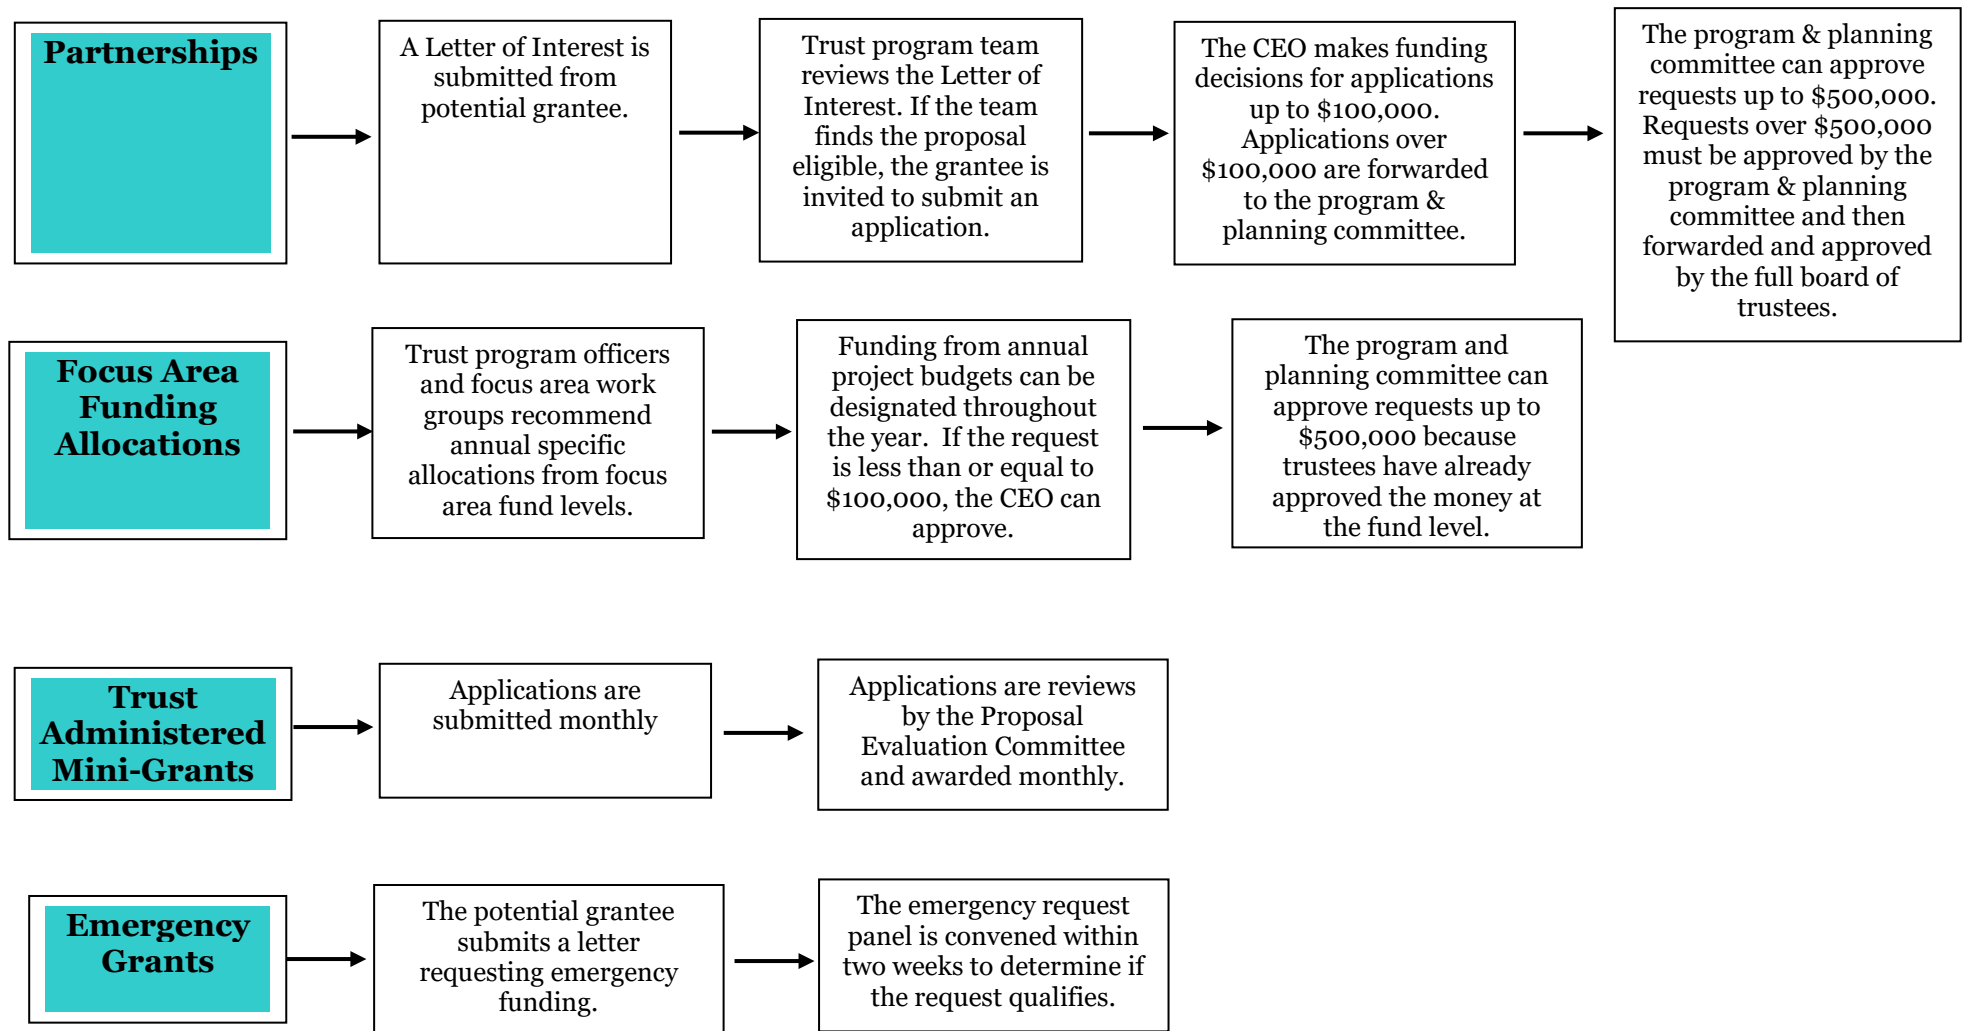 Partnerships
A Letter of Interest is
submitted from
potential grantee.
Trust program team
reviews the Letter of
Interest. If the team
finds the proposal
eligible, the grantee is
invited to submit an
application.
The CEO makes funding
decisions for applications
up to $100,000.
Applications over
$100,000 are forwarded
to the program &
planning committee.
The program & planning
committee can approve
requests up to $500,000.
Requests over $500,000
must be approved by the
program & planning
committee and then
forwarded and approved
by the full board of
trustees.
Focus Area
Funding
Allocations
Trust program officers
and focus area work
groups recommend
annual specific
allocations from focus
area fund levels.
Funding from annual
project budgets can be
designated throughout
the year.  If the request
is less than or equal to
$100,000, the CEO can
approve.
The program and
planning committee can
approve requests up to
$500,000 because
trustees have already
approved the money at
the fund level.
Trust
Administered
Mini-Grants
Applications are
submitted monthly
Applications are reviews
by the Proposal
Evaluation Committee
and awarded monthly.
Emergency
Grants
The potential grantee
submits a letter
requesting emergency
funding.
The emergency request
panel is convened within
two weeks to determine if
the request qualifies.